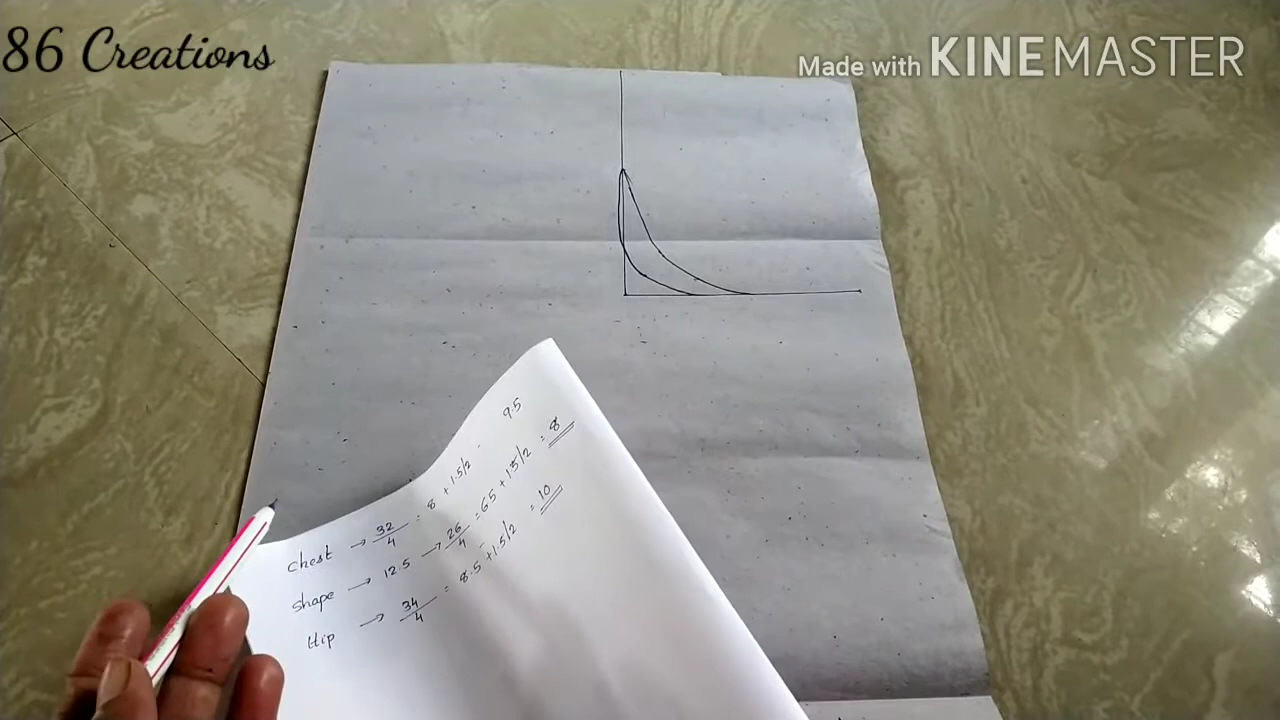 86 Creations
Made with KINEMASTER
Chest → 32/4 = 8 + 1.5/2 = 9.5
Shape → 12.5 → 26/4 = 6.5 + 1.5/2 = 8
Hip → 34/4 = 8.5 + 1.5/2 = 10